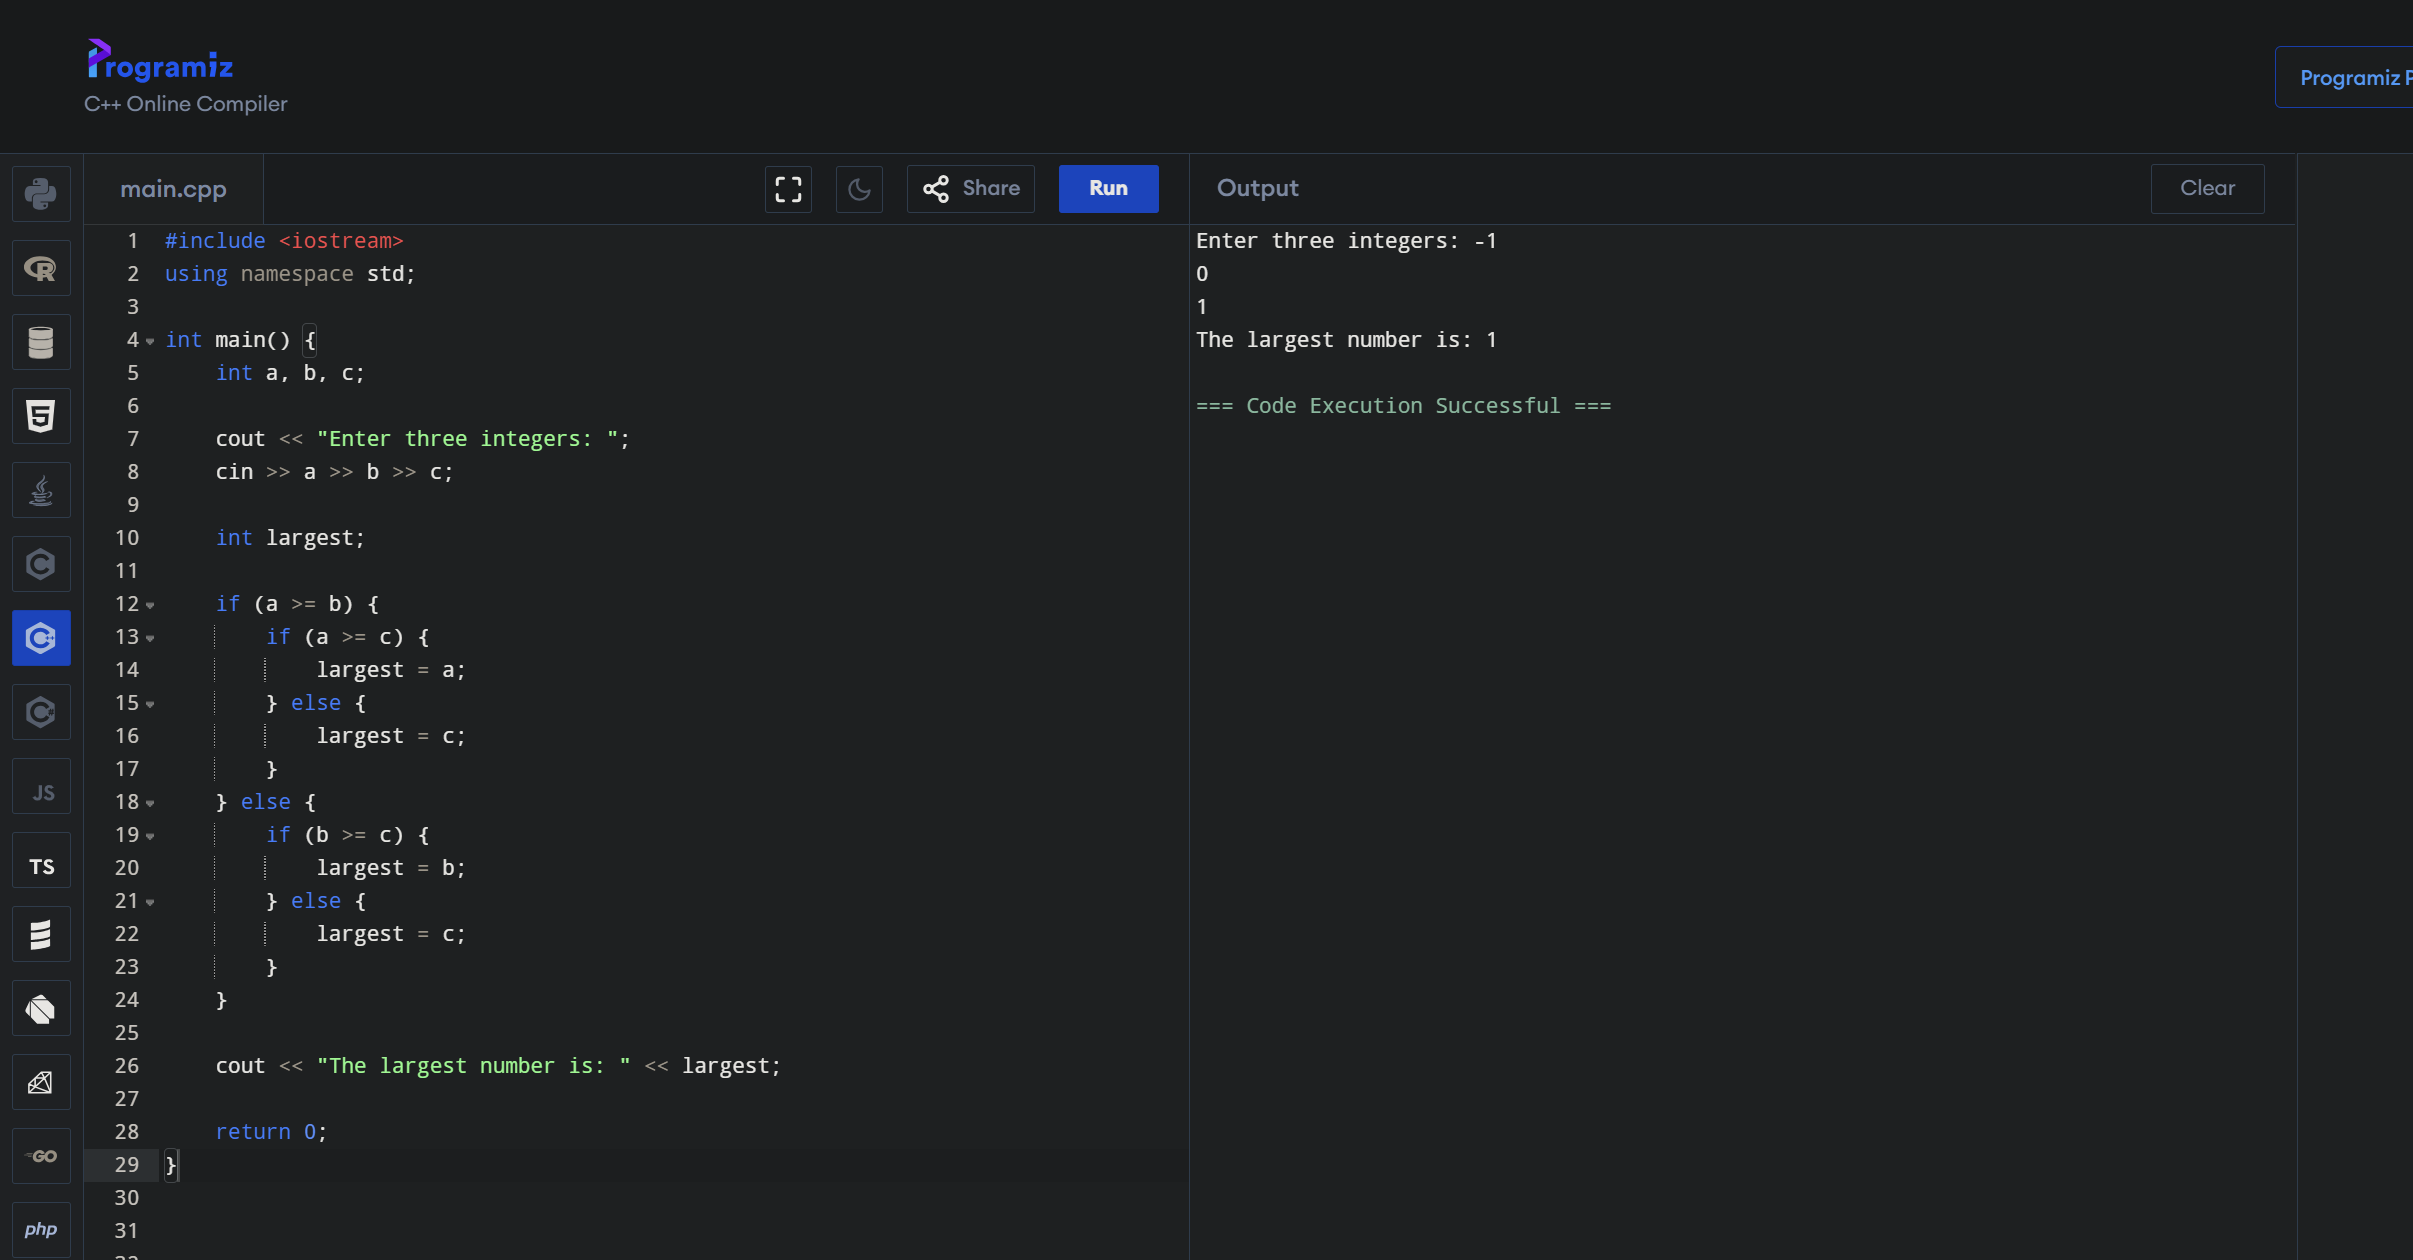 Programiz
C++ Online Compiler
Programiz P
main.cpp
Share
Run
Output
Clear
1 #include <iostream>
2 using namespace std;
3
4 int main() {
5     int a, b, c;
6
7     cout << "Enter three integers: ";
8     cin >> a >> b >> c;
9
10     int largest;
11
12     if (a >= b) {
13         if (a >= c) {
14             largest = a;
15         } else {
16             largest = c;
17         }
18     } else {
19         if (b >= c) {
20             largest = b;
21         } else {
22             largest = c;
23         }
24     }
25
26     cout << "The largest number is: " << largest;
27
28     return 0;
29 }
30
31
Enter three integers: -1
0
1
The largest number is: 1
=== Code Execution Successful ===
R
5
C
C++
C#
JS
TS
GO
php